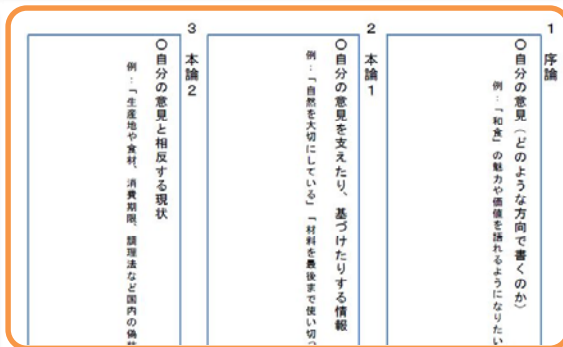 1 序論
〇自分の意見（どのような方向で書くのか）
例：「和食」の魅力や価値を語れるようになりたい
2 本論1
〇自分の意見を支えたり、基づけたりする情報
例：「自然を大切にしている」「材料を最後まで使い切っ
3 本論2
〇自分の意見と相反する現状
例：「生産地や食材、消費期限、調理法など国内の偽